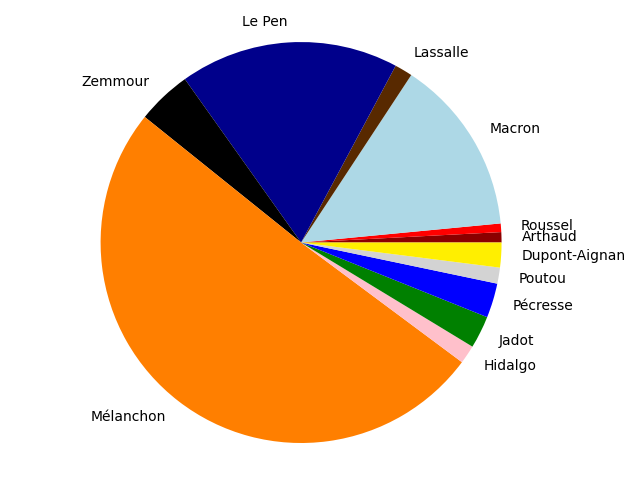 Le Pen
Lassalle
Zemmour
Macron
Roussel
Arthaud
Dupont-Aignan
Poutou
Pécresse
Jadot
Hidalgo
Mélanchon